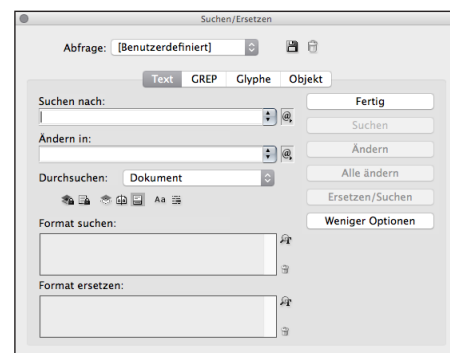 Suchen/Ersetzen
Abfrage: [Benutzerdefiniert]
Text GREP Glyphe Objekt
Suchen nach:
Fertig
Suchen
Ändern in:
Ändern
Alle ändern
Durchsuchen: Dokument
Ersetzen/Suchen
Aa
Format suchen:
Weniger Optionen
Format ersetzen: